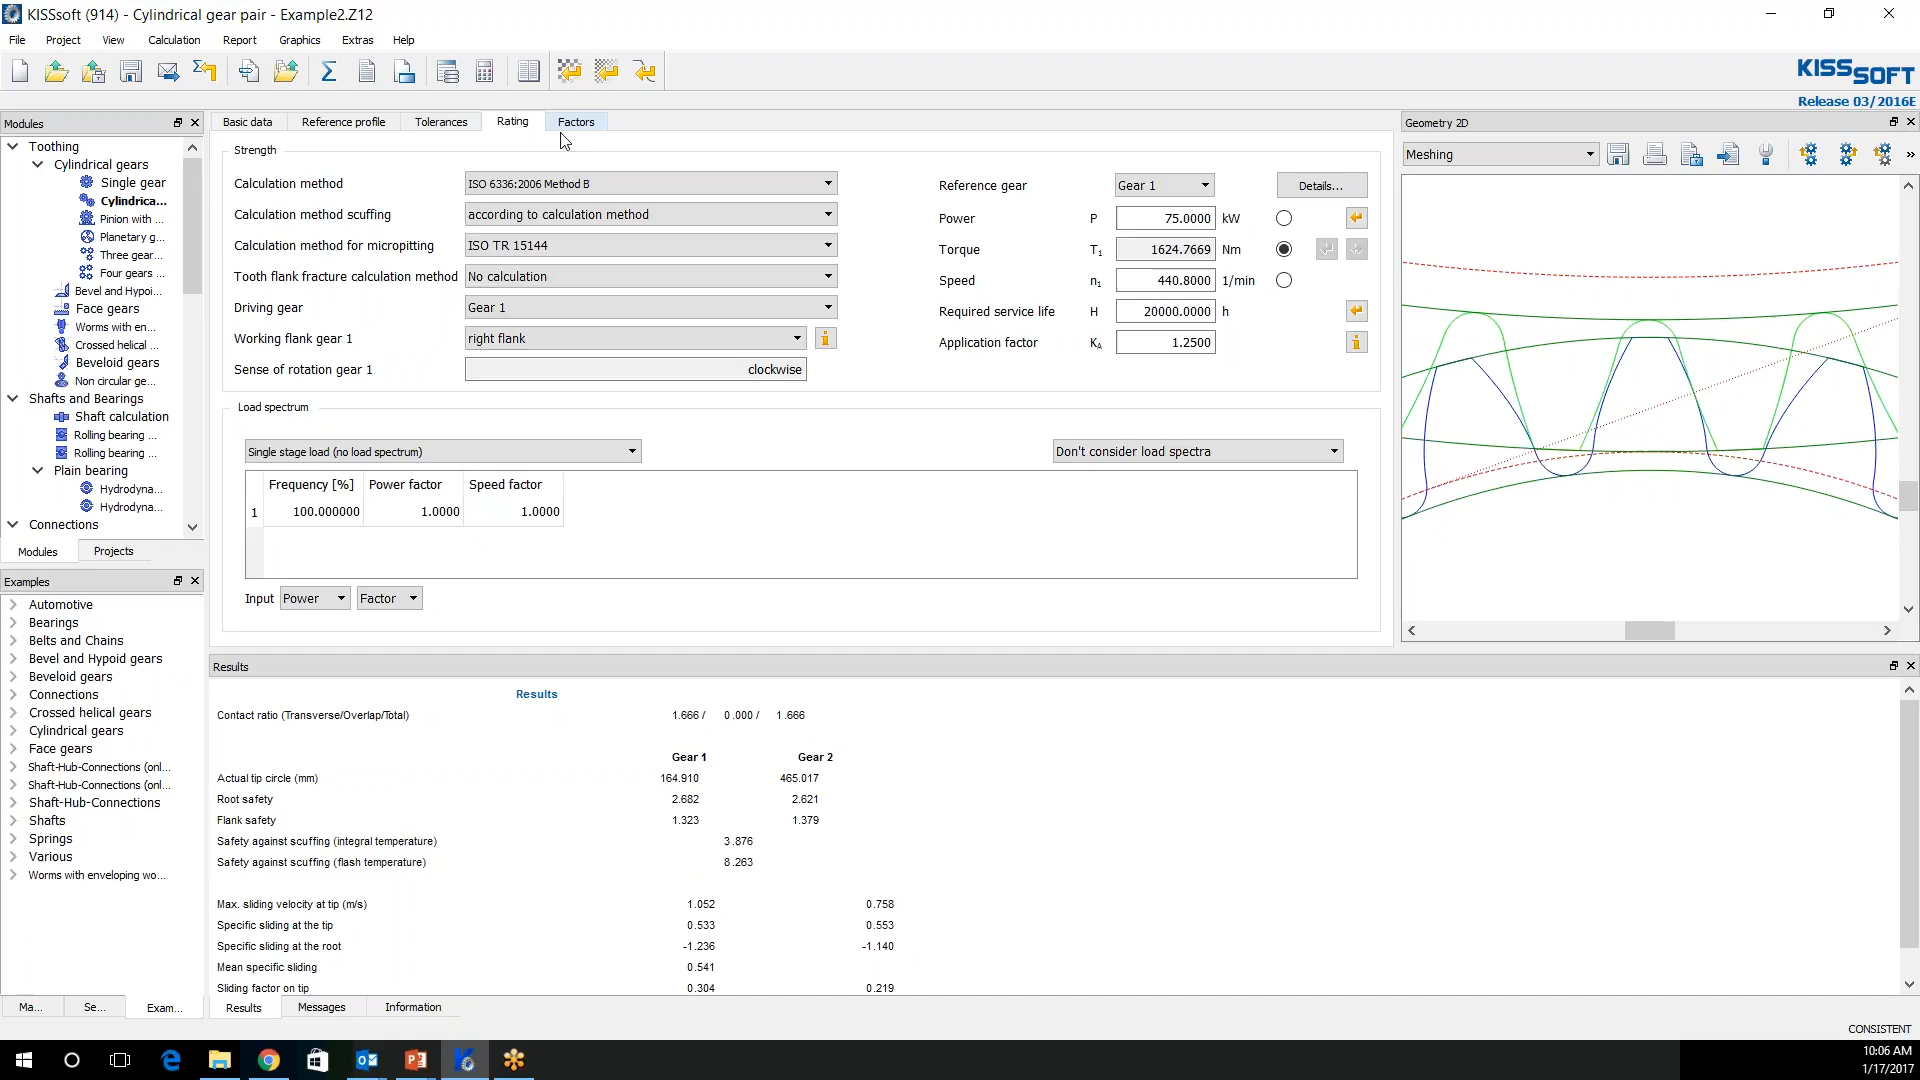 KISSsoft (914) - Cylindrical gear pair - Example2.Z12
File Project View Calculation Report Graphics Extras Help
KISSSOFT
Release 03/2016E
Modules
Toothing
Cylindrical gears
Single gear
Cylindrica...
Pinion with ...
Planetary g...
Three gear...
Four gears ...
Bevel and Hypoi...
Face gears
Worms with en...
Crossed helical ...
Beveloid gears
Non circular ge...
Shafts and Bearings
Shaft calculation
Rolling bearing ...
Rolling bearing ...
Plain bearing
Hydrodyna...
Hydrodyna...
Connections
Modules Projects
Examples
Automotive
Bearings
Belts and Chains
Bevel and Hypoid gears
Beveloid gears
Connections
Crossed helical gears
Cylindrical gears
Face gears
Shaft-Hub-Connections (onl...
Shaft-Hub-Connections (onl...
Shaft-Hub-Connections
Shafts
Springs
Various
Worms with enveloping wo...
Ma... Se... Exam...
Basic data Reference profile Tolerances Rating Factors
Strength
Calculation method ISO 6336:2006 Method B
Calculation method scuffing according to calculation method
Calculation method for micropitting ISO TR 15144
Tooth flank fracture calculation method No calculation
Driving gear Gear 1
Working flank gear 1 right flank
Sense of rotation gear 1 clockwise
Reference gear Gear 1 Details...
Power P 75.0000 kW
Torque T1 1624.7669 Nm
Speed n1 440.8000 1/min
Required service life H 20000.0000 h
Application factor KA 1.2500
Load spectrum
Single stage load (no load spectrum) Don't consider load spectra
Frequency [%] Power factor Speed factor
1 100.000000 1.0000 1.0000
Input Power Factor
Geometry 2D
Meshing »
Results
Results
Contact ratio (Transverse/Overlap/Total) 1.666 / 0.000 / 1.666
Gear 1 Gear 2
Actual tip circle (mm) 164.910 465.017
Root safety 2.682 2.621
Flank safety 1.323 1.379
Safety against scuffing (integral temperature) 3.876
Safety against scuffing (flash temperature) 8.263
Max. sliding velocity at tip (m/s) 1.052 0.758
Specific sliding at the tip 0.533 0.553
Specific sliding at the root -1.236 -1.140
Mean specific sliding 0.541
Sliding factor on tip 0.304 0.219
Results Messages Information
CONSISTENT
10:06 AM
1/17/2017